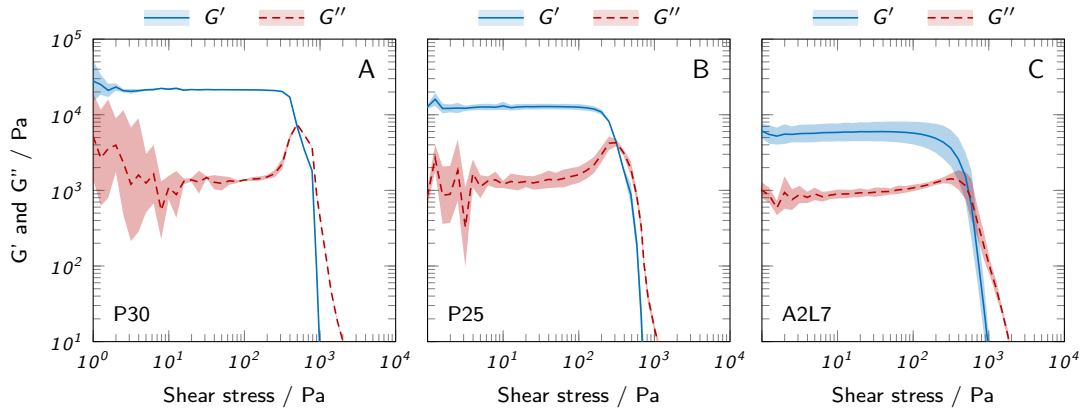 G′ G′′ G′ G′′ G′ G′′
A B C
G' and G'' / Pa
10^5
10^4
10^3
10^2
10^1
P30 P25 A2L7
10^0 10^1 10^2 10^3 10^4 10^1 10^2 10^3 10^4 10^1 10^2 10^3 10^4
Shear stress / Pa Shear stress / Pa Shear stress / Pa